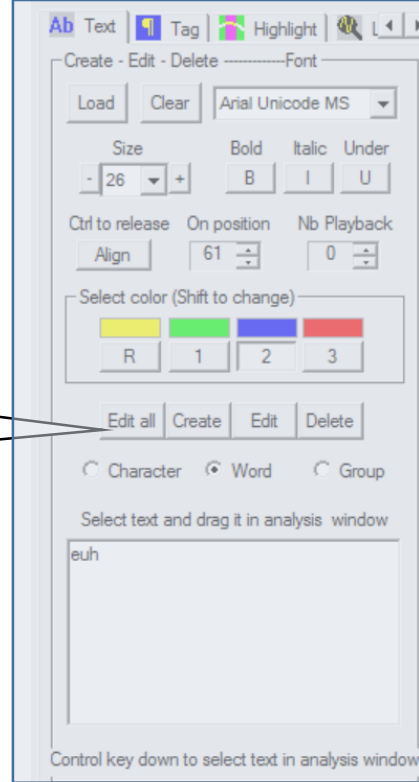 Ab Text ¶ Tag Highlight L
Create - Edit - Delete -------------Font
Load Clear Arial Unicode MS
Size Bold Italic Under
- 26 + B I U
Ctrl to release On position Nb Playback
Align 61 0
Select color (Shift to change)
R 1 2 3
Edit all Create Edit Delete
Character Word Group
Select text and drag it in analysis window
euh
Control key down to select text in analysis window